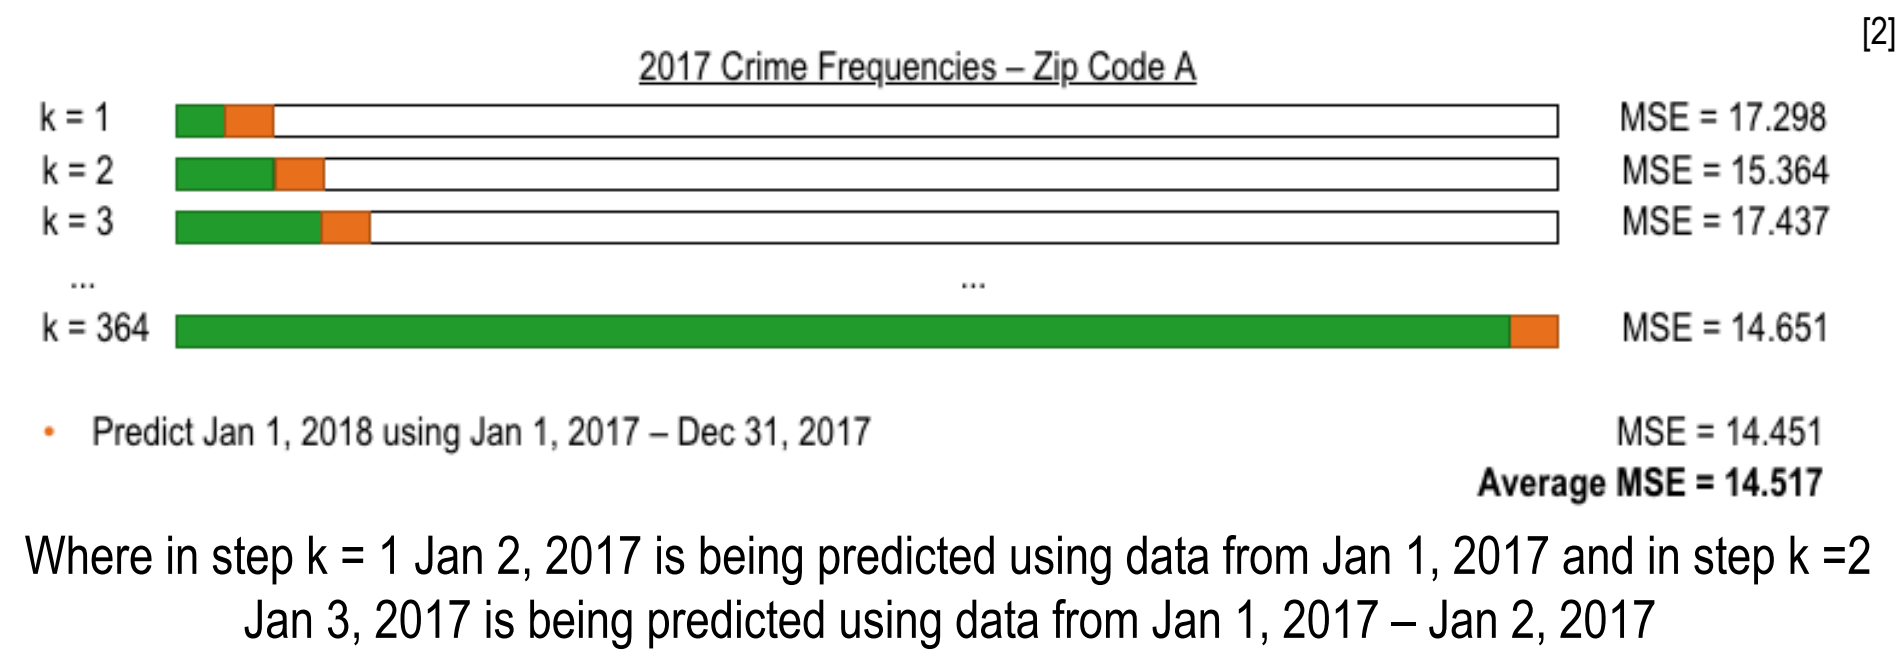 [2]
2017 Crime Frequencies – Zip Code A
k = 1 MSE = 17.298
k = 2 MSE = 15.364
k = 3 MSE = 17.437
... ...
k = 364 MSE = 14.651
• Predict Jan 1, 2018 using Jan 1, 2017 – Dec 31, 2017 MSE = 14.451
Average MSE = 14.517
Where in step k = 1 Jan 2, 2017 is being predicted using data from Jan 1, 2017 and in step k =2
Jan 3, 2017 is being predicted using data from Jan 1, 2017 – Jan 2, 2017